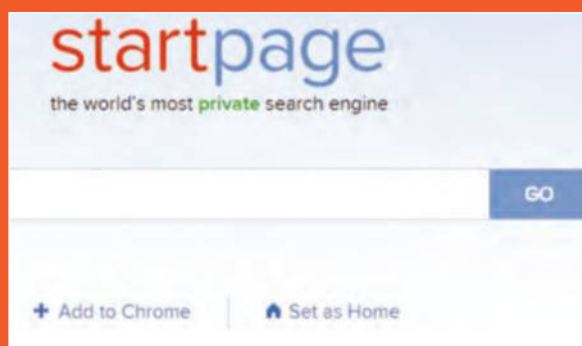 startpage
the world's most private search engine
GO
+ Add to Chrome
Set as Home